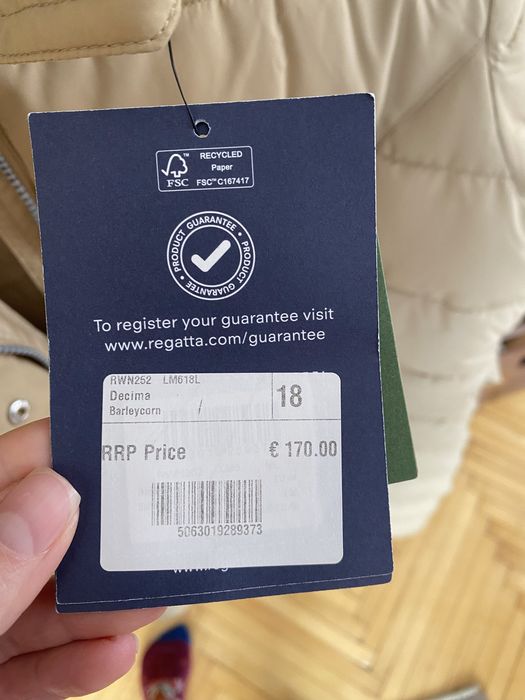 RECYCLED
Paper
FSC™ C167417
FSC
PRODUCT GUARANTEE • PRODUCT GUARANTEE •
To register your guarantee visit
www.regatta.com/guarantee
RWN252 LM618L
Decima
Barleycorn /
18
RRP Price € 170.00
5063019289373